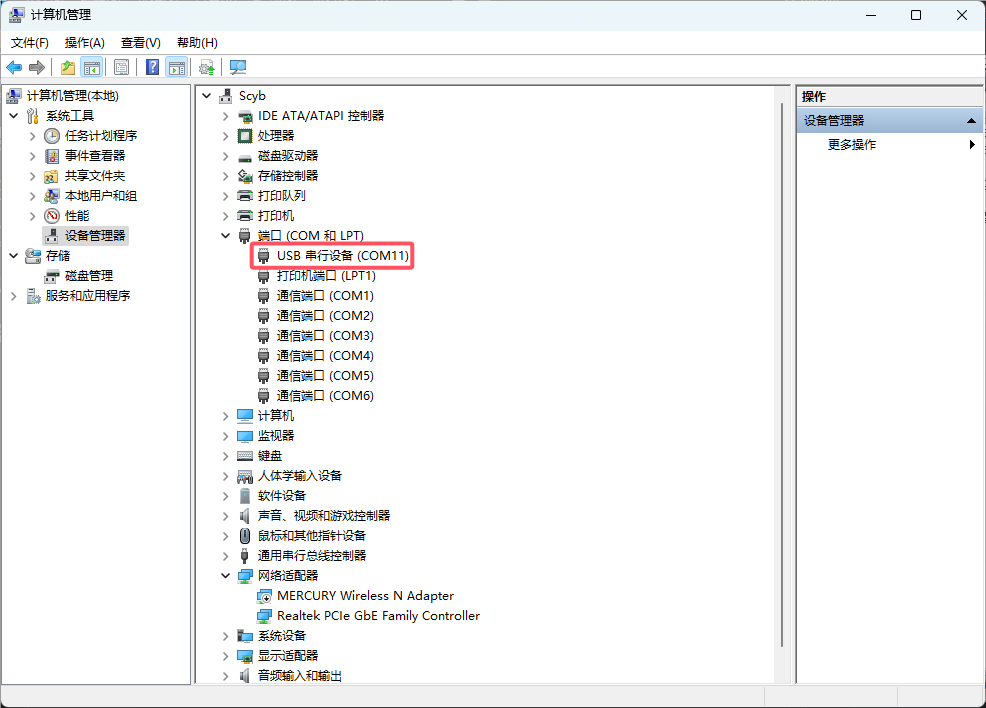 计算机管理
文件(F) 操作(A) 查看(V) 帮助(H)
计算机管理(本地)
系统工具
任务计划程序
事件查看器
共享文件夹
本地用户和组
性能
设备管理器
存储
磁盘管理
服务和应用程序
Scyb
IDE ATA/ATAPI 控制器
处理器
磁盘驱动器
存储控制器
打印队列
打印机
端口 (COM 和 LPT)
USB 串行设备 (COM11)
打印机端口 (LPT1)
通信端口 (COM1)
通信端口 (COM2)
通信端口 (COM3)
通信端口 (COM4)
通信端口 (COM5)
通信端口 (COM6)
计算机
监视器
键盘
人体学输入设备
软件设备
声音、视频和游戏控制器
鼠标和其他指针设备
通用串行总线控制器
网络适配器
MERCURY Wireless N Adapter
Realtek PCIe GbE Family Controller
系统设备
显示适配器
音频输入和输出
操作
设备管理器
更多操作